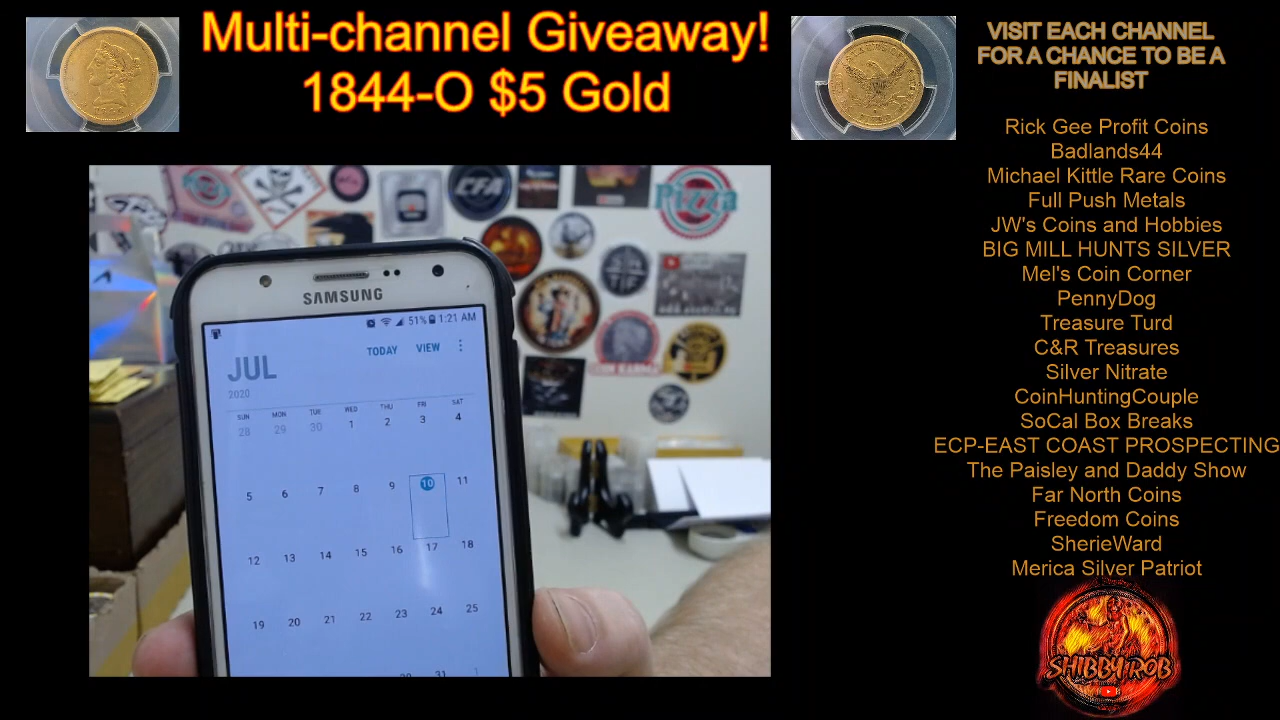 Multi-channel Giveaway!
1844-O $5 Gold
VISIT EACH CHANNEL
FOR A CHANCE TO BE A
FINALIST
Rick Gee Profit Coins
Badlands44
Michael Kittle Rare Coins
Full Push Metals
JW's Coins and Hobbies
BIG MILL HUNTS SILVER
Mel's Coin Corner
PennyDog
Treasure Turd
C&R Treasures
Silver Nitrate
CoinHuntingCouple
SoCal Box Breaks
ECP-EAST COAST PROSPECTING
The Paisley and Daddy Show
Far North Coins
Freedom Coins
SherieWard
Merica Silver Patriot
SHIBBY ROB
CFA
Pizza
Pizza
SAMSUNG
51% 1:21 AM
TODAY VIEW
JUL
2020
SUN MON TUE WED THU FRI SAT
28 29 30 1 2 3 4
5 6 7 8 9 10 11
12 13 14 15 16 17 18
19 20 21 22 23 24 25
31 1